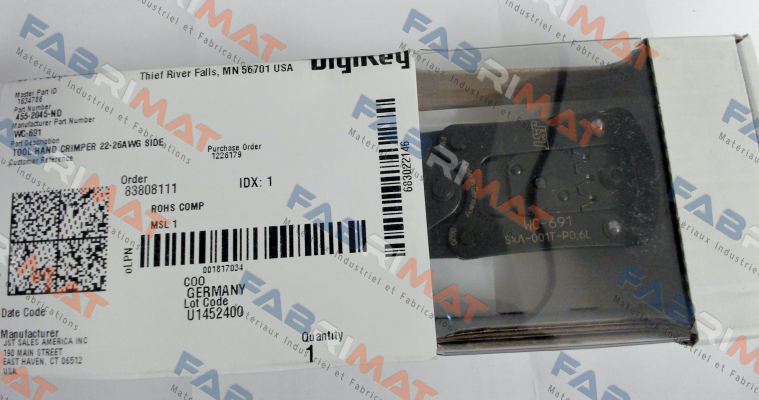 DigiKey
Thief River Falls, MN 56701 USA
Master Part ID
1634786
Part Number
455-2045-ND
Manufacturer Part Number
WC-691
Part Description
TOOL HAND CRIMPER 22-26AWG SIDE
Customer Reference
Purchase Order
1226179
Order
83808111
IDX: 1
ROHS COMP
MSL 1
oLPN
001817034
683022146
COO
GERMANY
Lot Code
U1452400
Date Code
Quantity
1
Manufacturer
JST SALES AMERICA INC
190 MAIN STREET
EAST HAVEN, CT 06512
USA
JST
WC-691
SXA-001T-P0.6L
FABRIMAT
Matériaux Industriel et Fabrications